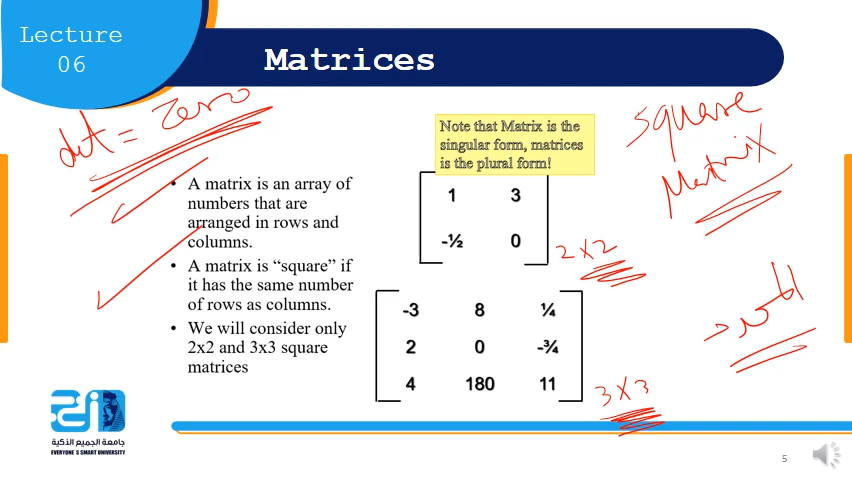 Lecture
06
Matrices
det = Zero
Square
Matrix
Note that Matrix is the
singular form, matrices
is the plural form!
• A matrix is an array of
numbers that are
arranged in rows and
columns.
• A matrix is “square” if
it has the same number
of rows as columns.
• We will consider only
2x2 and 3x3 square
matrices
1 3
-½ 0
2 X 2
-3 8 ¼
2 0 -¾
4 180 11
3 X 3
جامعة الجميع الذكية
EVERYONE S SMART UNIVERSITY
5